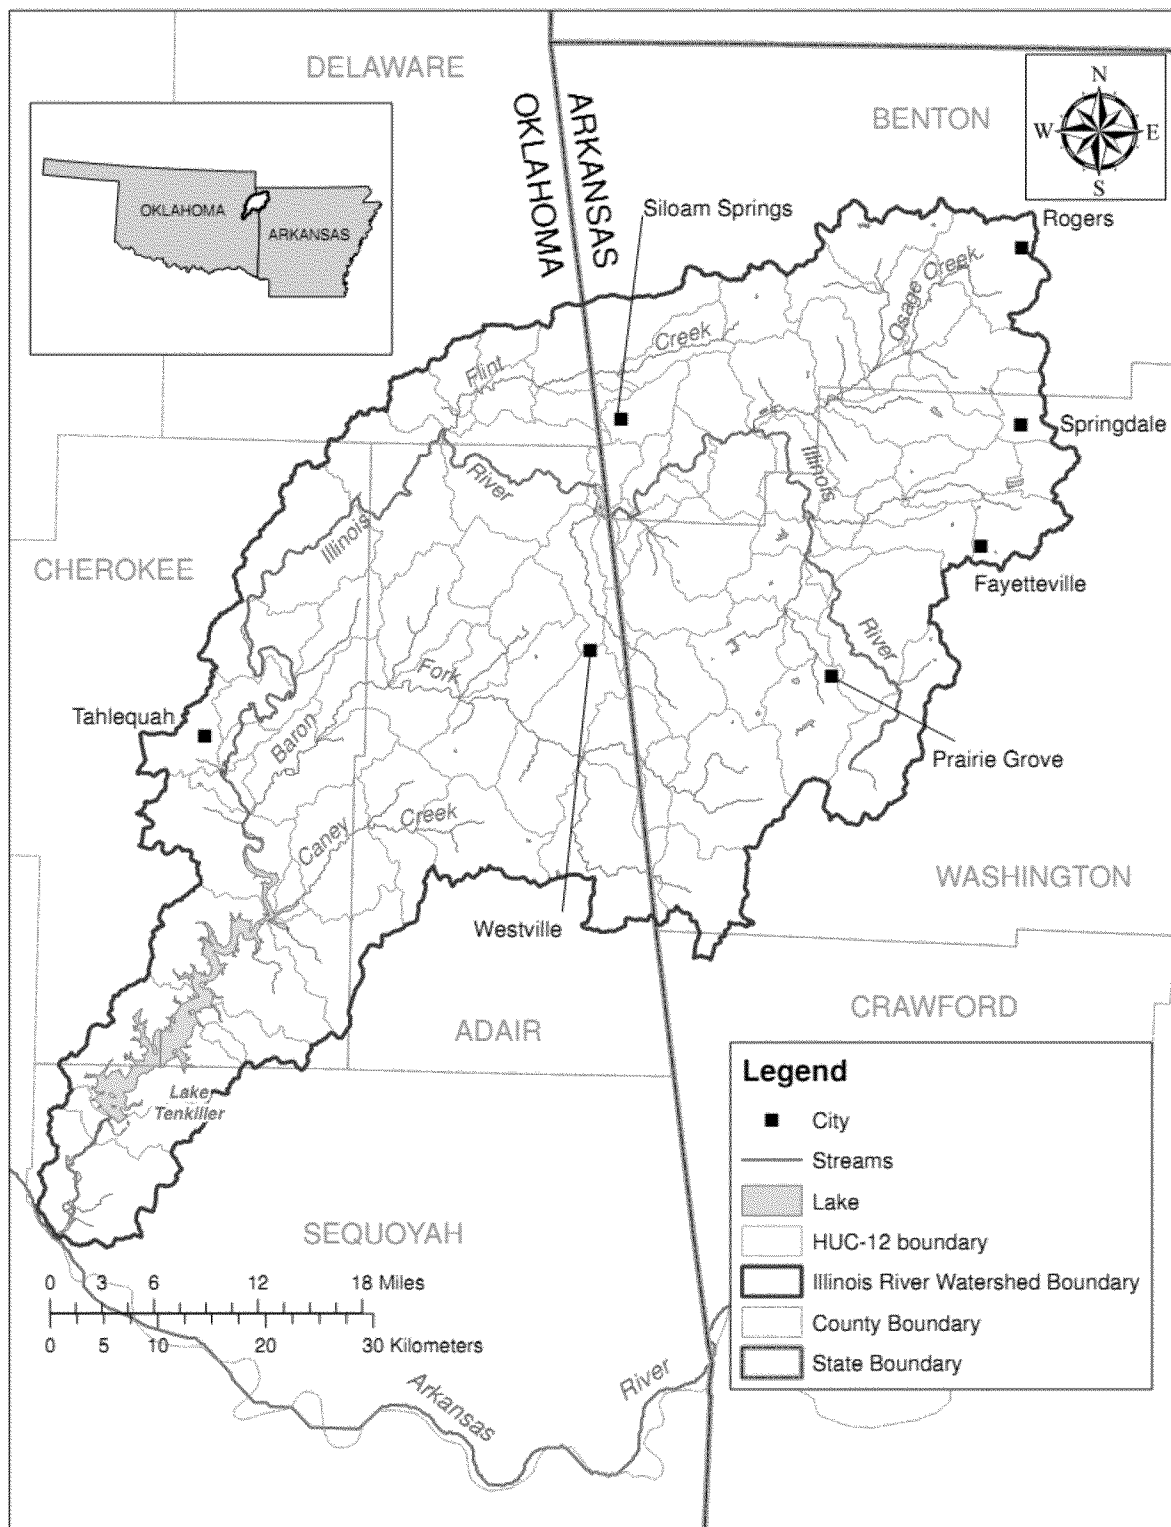 DELAWARE
BENTON
ARKANSAS
OKLAHOMA
N
W
E
S
OKLAHOMA
ARKANSAS
Siloam Springs
Rogers
Osage Creek
Flint Creek
Springdale
Illinois
River
Illinois
CHEROKEE
Fayetteville
River
Fork
Tahlequah
Baron
Prairie Grove
Caney Creek
WASHINGTON
Westville
CRAWFORD
ADAIR
Lake
Tenkiller
SEQUOYAH
0 3 6 12 18 Miles
0 5 10 20 30 Kilometers
Arkansas River
Legend
City
Streams
Lake
HUC-12 boundary
Illinois River Watershed Boundary
County Boundary
State Boundary